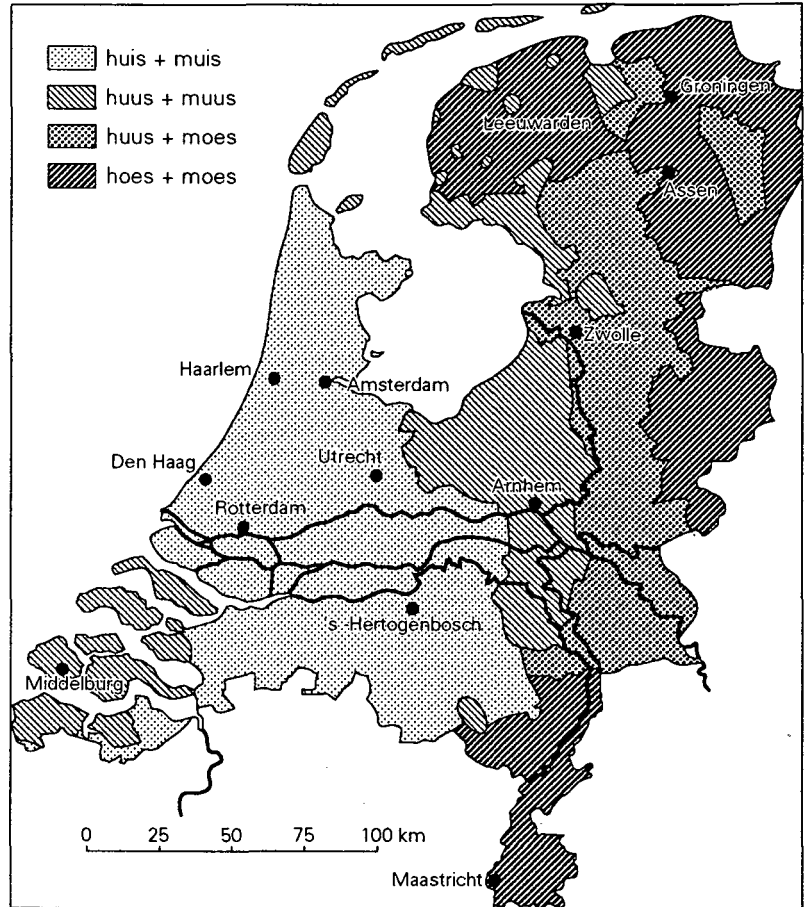 huis + muis
huus + muus
huus + moes
hoes + moes
Groningen
Leeuwarden
Assen
Zwolle
Haarlem
Amsterdam
Den Haag
Utrecht
Arnhem
Rotterdam
's-Hertogenbosch
Middelburg
0 25 50 75 100 km
Maastricht